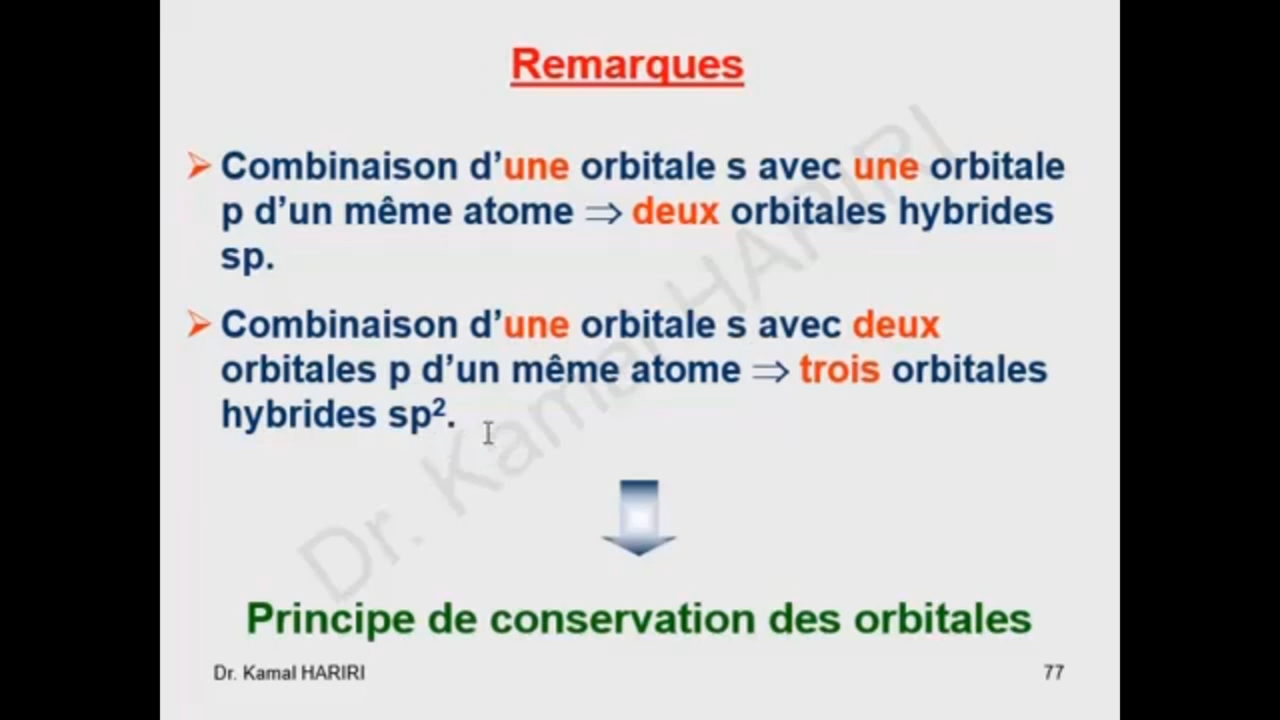 Remarques
Combinaison d’une orbitale s avec une orbitale
p d’un même atome ⇒ deux orbitales hybrides
sp.
Combinaison d’une orbitale s avec deux
orbitales p d’un même atome ⇒ trois orbitales
hybrides sp².
Principe de conservation des orbitales
Dr. Kamal HARIRI
77
Dr. Kamal HARIRI